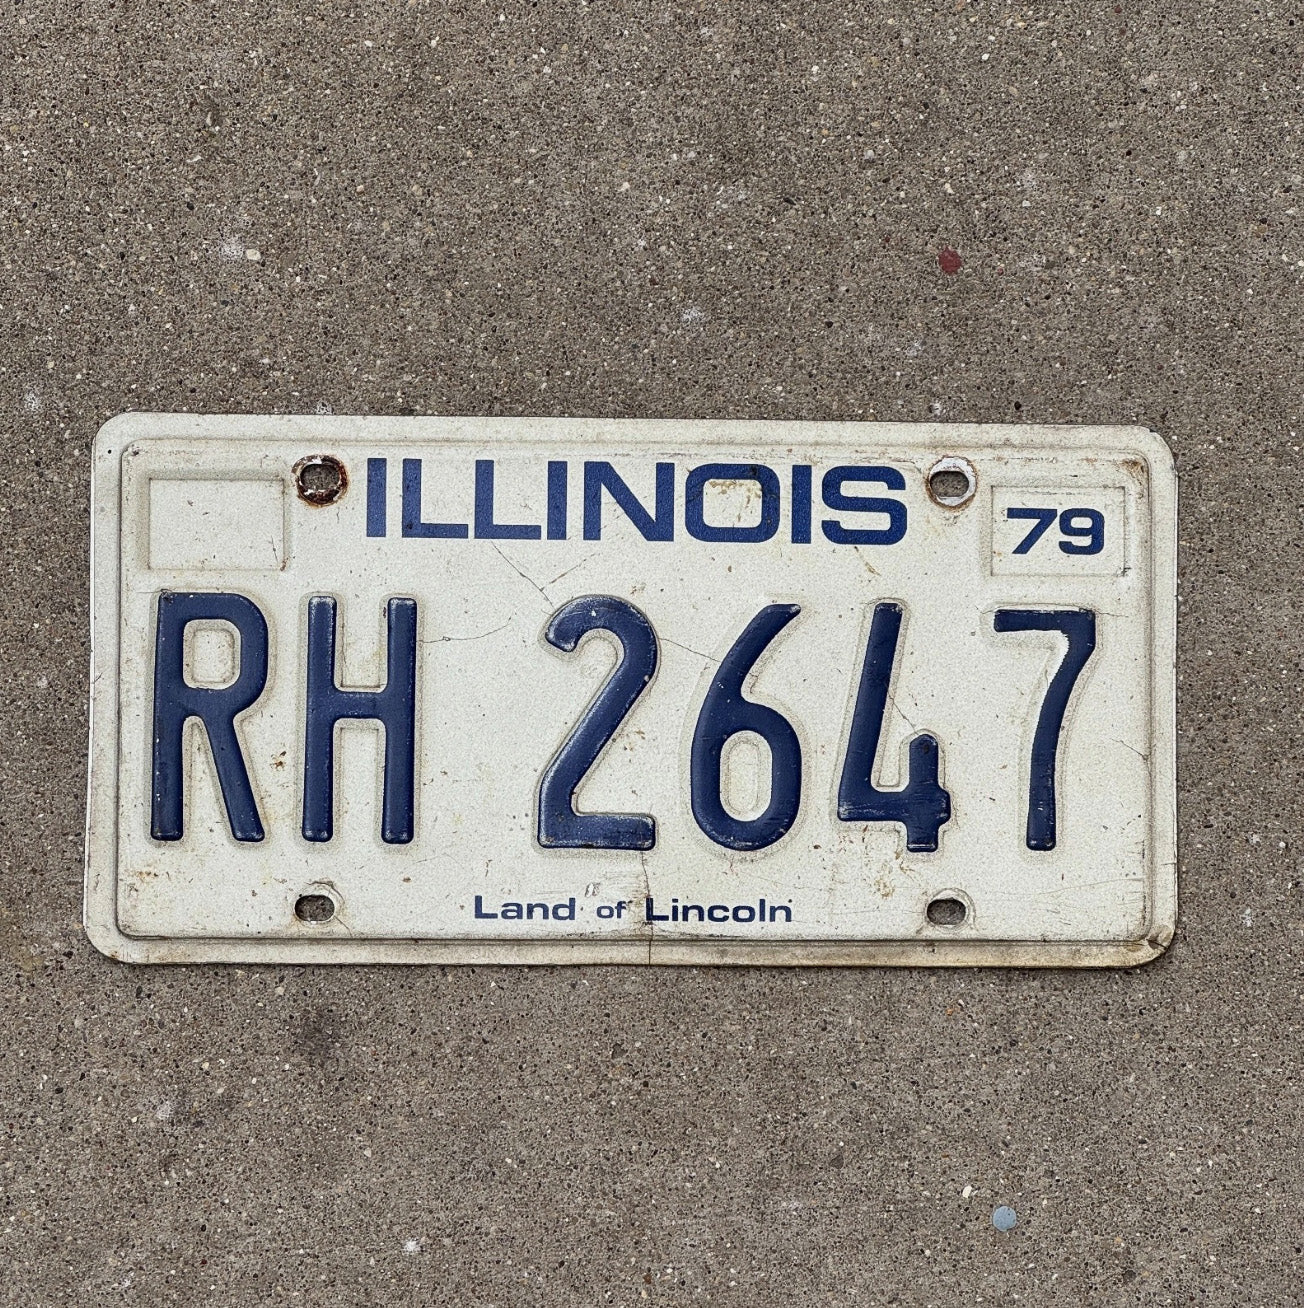 ILLINOIS 79
RH 2647
Land of Lincoln